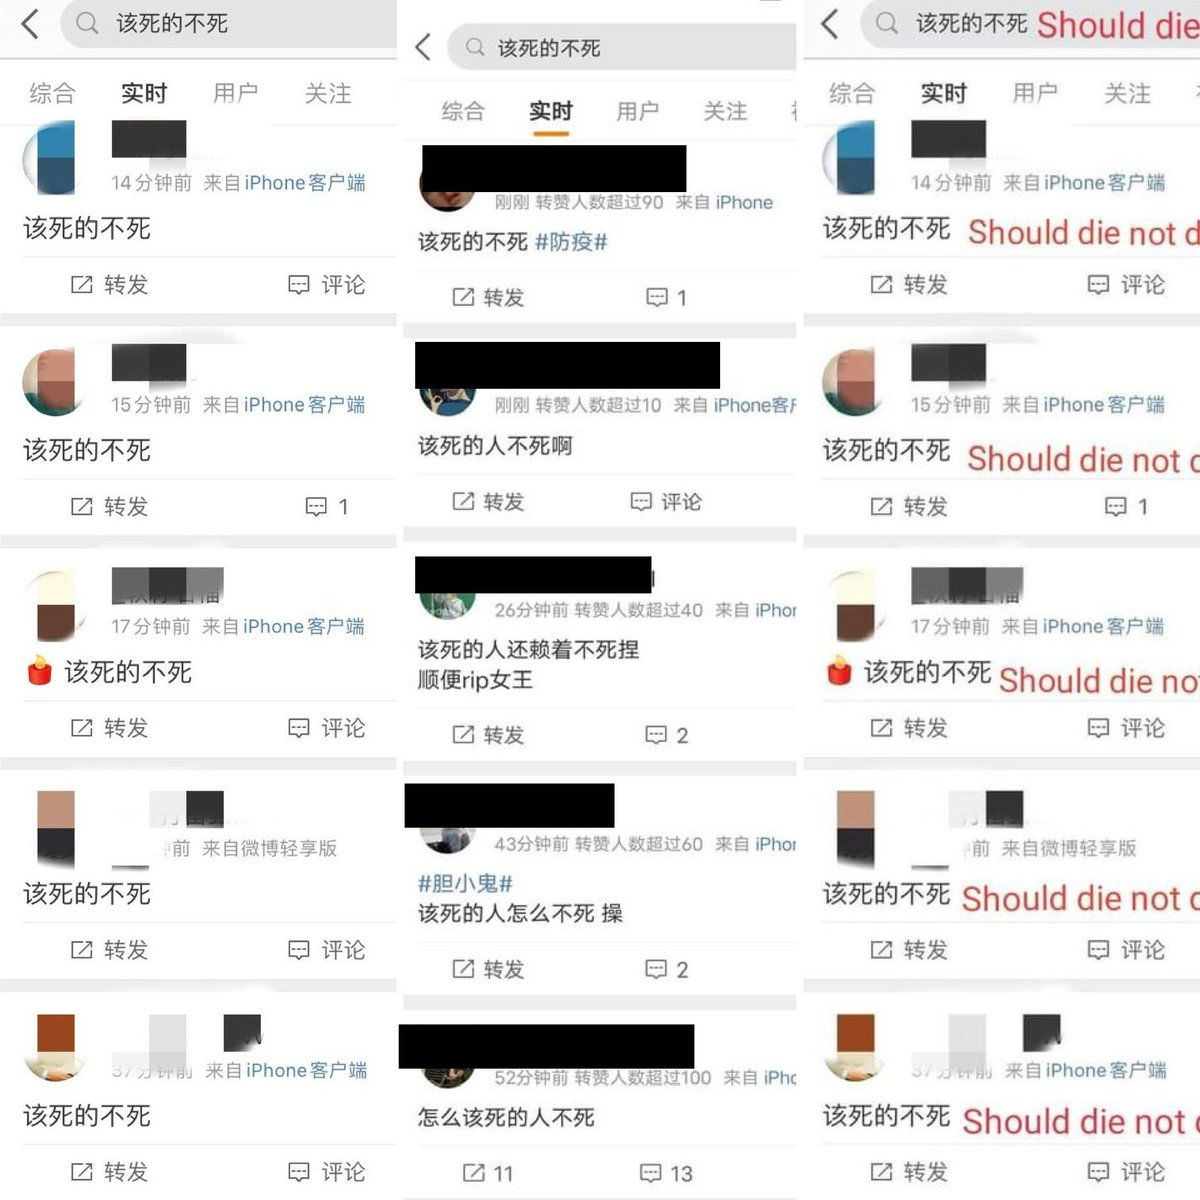 该死的不死
综合 实时 用户 关注
14分钟前 来自iPhone客户端
该死的不死
转发 评论
15分钟前 来自iPhone客户端
该死的不死
转发 1
17分钟前 来自iPhone客户端
该死的不死
转发 评论
钟前 来自微博轻享版
该死的不死
转发 评论
37分钟前 来自iPhone客户端
该死的不死
转发 评论
该死的不死
综合 实时 用户 关注
刚刚 转赞人数超过90 来自 iPhone
该死的不死 #防疫#
转发 1
刚刚 转赞人数超过10 来自 iPhone客
该死的人不死啊
转发 评论
26分钟前 转赞人数超过40 来自 iPhon
该死的人还赖着不死捏
顺便rip女王
转发 2
43分钟前 转赞人数超过60 来自 iPhon
#胆小鬼#
该死的人怎么不死 操
转发 2
52分钟前 转赞人数超过100 来自 iPho
怎么该死的人不死
11 13
该死的不死 Should die
综合 实时 用户 关注
14分钟前 来自iPhone客户端
该死的不死 Should die not d
转发 评论
15分钟前 来自iPhone客户端
该死的不死 Should die not
转发 1
17分钟前 来自iPhone客户端
该死的不死 Should die no
转发 评论
钟前 来自微博轻享版
该死的不死 Should die not
转发 评论
37分钟前 来自iPhone客户端
该死的不死 Should die not
转发 评论